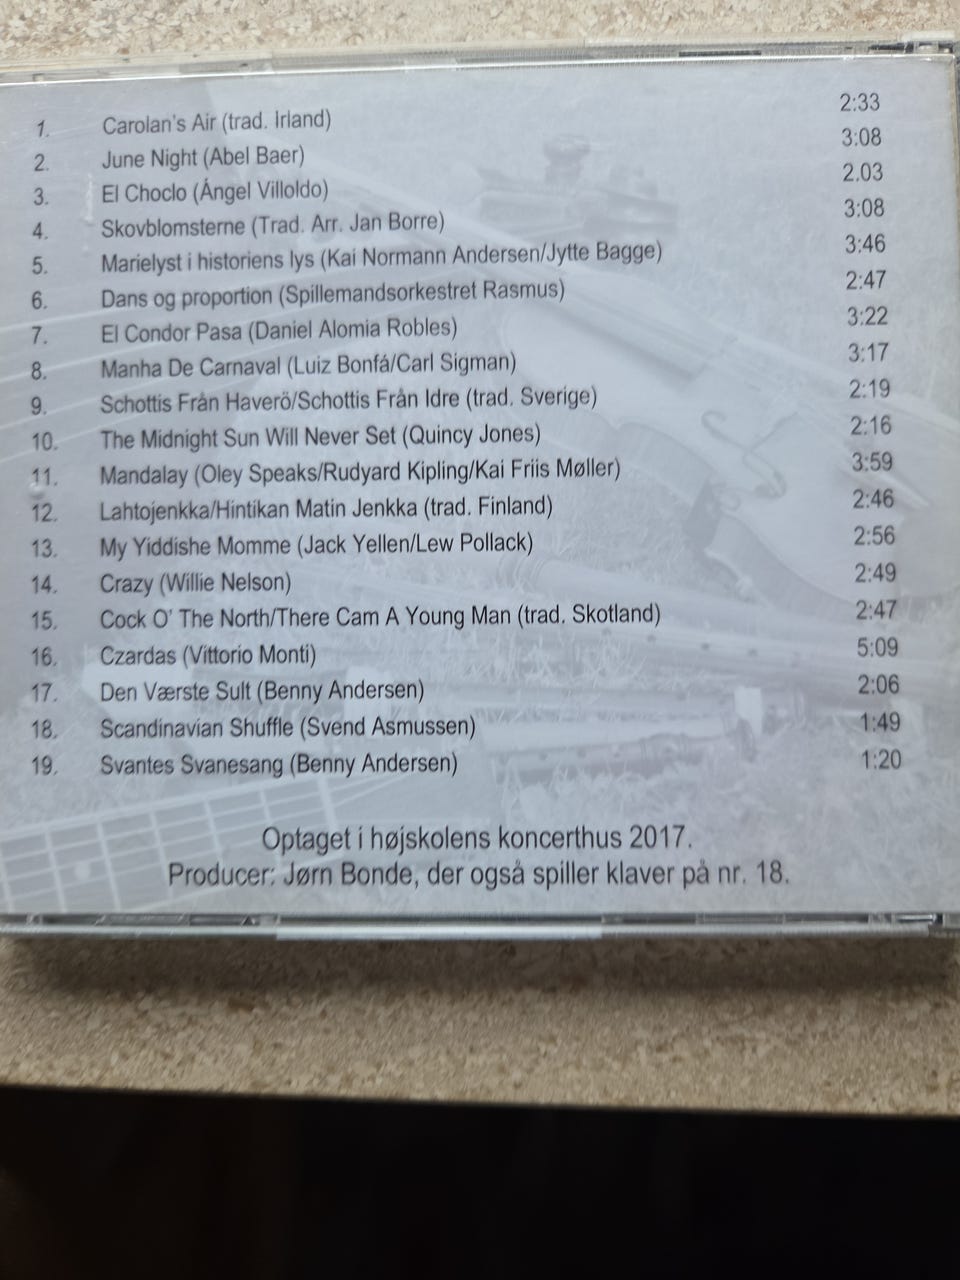 1. Carolan's Air (trad. Irland) 2:33
2. June Night (Abel Baer) 3:08
3. El Choclo (Ángel Villoldo) 2.03
4. Skovblomsterne (Trad. Arr. Jan Borre) 3:08
5. Marielyst i historiens lys (Kai Normann Andersen/Jytte Bagge) 3:46
6. Dans og proportion (Spillemandsorkestret Rasmus) 2:47
7. El Condor Pasa (Daniel Alomia Robles) 3:22
8. Manha De Carnaval (Luiz Bonfá/Carl Sigman) 3:17
9. Schottis Från Haverö/Schottis Från Idre (trad. Sverige) 2:19
10. The Midnight Sun Will Never Set (Quincy Jones) 2:16
11. Mandalay (Oley Speaks/Rudyard Kipling/Kai Friis Møller) 3:59
12. Lahtojenkka/Hintikan Matin Jenkka (trad. Finland) 2:46
13. My Yiddishe Momme (Jack Yellen/Lew Pollack) 2:56
14. Crazy (Willie Nelson) 2:49
15. Cock O' The North/There Cam A Young Man (trad. Skotland) 2:47
16. Czardas (Vittorio Monti) 5:09
17. Den Værste Sult (Benny Andersen) 2:06
18. Scandinavian Shuffle (Svend Asmussen) 1:49
19. Svantes Svanesang (Benny Andersen) 1:20
Optaget i højskolens koncerthus 2017.
Producer: Jørn Bonde, der også spiller klaver på nr. 18.